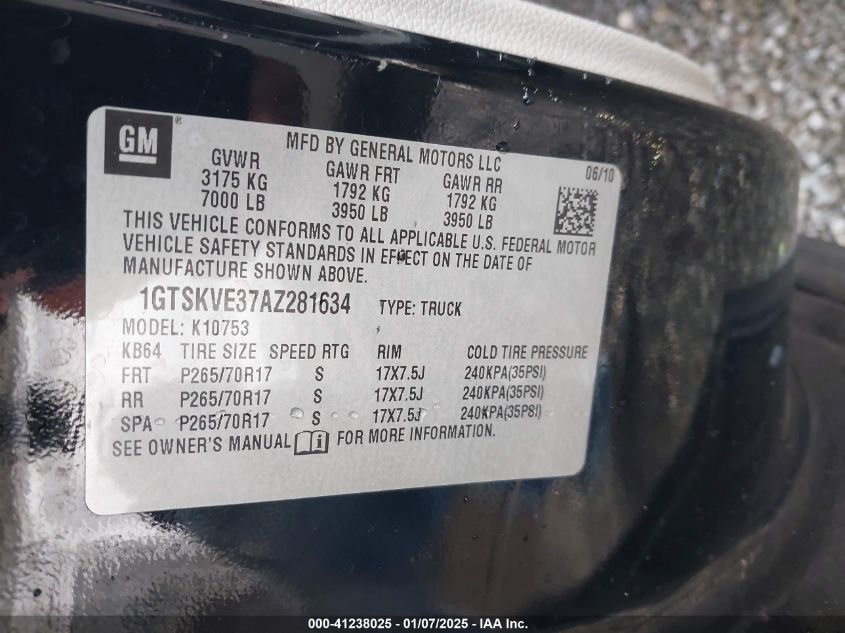 GM
MFD BY GENERAL MOTORS LLC
06/10
GVWR GAWR FRT GAWR RR
3175 KG 1792 KG 1792 KG
7000 LB 3950 LB 3950 LB
THIS VEHICLE CONFORMS TO ALL APPLICABLE U.S. FEDERAL MOTOR
VEHICLE SAFETY STANDARDS IN EFFECT ON THE DATE OF
MANUFACTURE SHOWN ABOVE.
1GTSKVE37AZ281634 TYPE: TRUCK
MODEL: K10753
KB64 TIRE SIZE SPEED RTG RIM COLD TIRE PRESSURE
FRT P265/70R17 S 17X7.5J 240KPA(35PSI)
RR P265/70R17 S 17X7.5J 240KPA(35PSI)
SPA P265/70R17 S 17X7.5J 240KPA(35PSI)
SEE OWNER'S MANUAL FOR MORE INFORMATION.
000-41238025 - 01/07/2025 - IAA Inc.